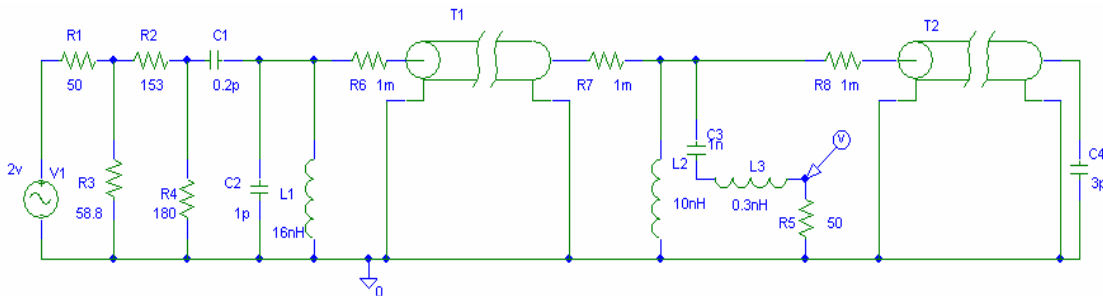 T1
T2
R1
R2
C1
50
153
0.2p
R6
1m
R7
1m
R8
1m
2v
V1
R3
58.8
R4
180
C2
1p
L1
16nH
C3
1n
L2
10nH
L3
0.3nH
V
R5
50
C4
3p
0